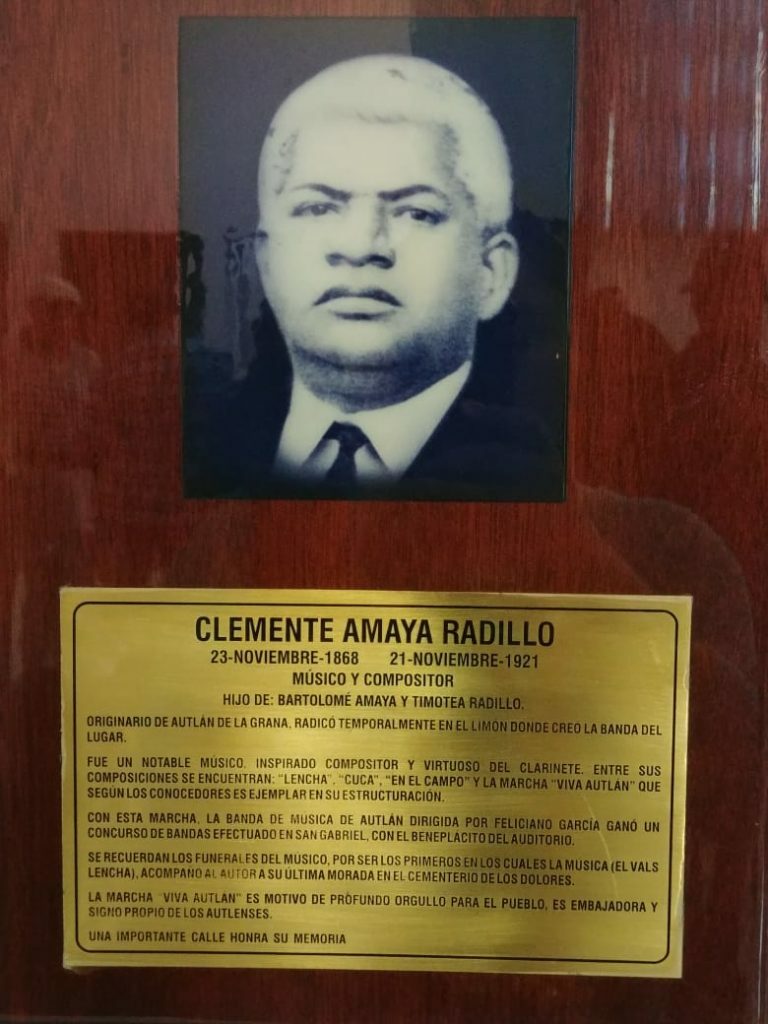 CLEMENTE AMAYA RADILLO
23-NOVIEMBRE-1868 21-NOVIEMBRE-1921
MÚSICO Y COMPOSITOR
HIJO DE: BARTOLOMÉ AMAYA Y TIMOTEA RADILLO.
ORIGINARIO DE AUTLÁN DE LA GRANA, RADICÓ TEMPORALMENTE EN EL LIMÓN DONDE CREO LA BANDA DEL
LUGAR.
FUE UN NOTABLE MÚSICO, INSPIRADO COMPOSITOR Y VIRTUOSO DEL CLARINETE. ENTRE SUS
COMPOSICIONES SE ENCUENTRAN: "LENCHA", "CUCA", "EN EL CAMPO" Y LA MARCHA "VIVA AUTLÁN" QUE
SEGÚN LOS CONOCEDORES ES EJEMPLAR EN SU ESTRUCTURACIÓN.
CON ESTA MARCHA, LA BANDA DE MÚSICA DE AUTLÁN DIRIGIDA POR FELICIANO GARCÍA GANÓ UN
CONCURSO DE BANDAS EFECTUADO EN SAN GABRIEL, CON EL BENEPLÁCITO DEL AUDITORIO.
SE RECUERDAN LOS FUNERALES DEL MÚSICO, POR SER LOS PRIMEROS EN LOS CUALES LA MÚSICA (EL VALS
LENCHA), ACOMPAÑO AL AUTOR A SU ÚLTIMA MORADA EN EL CEMENTERIO DE LOS DOLORES.
LA MARCHA "VIVA AUTLÁN" ES MOTIVO DE PROFUNDO ORGULLO PARA EL PUEBLO, ES EMBAJADORA Y
SIGNO PROPIO DE LOS AUTLENSES.
UNA IMPORTANTE CALLE HONRA SU MEMORIA